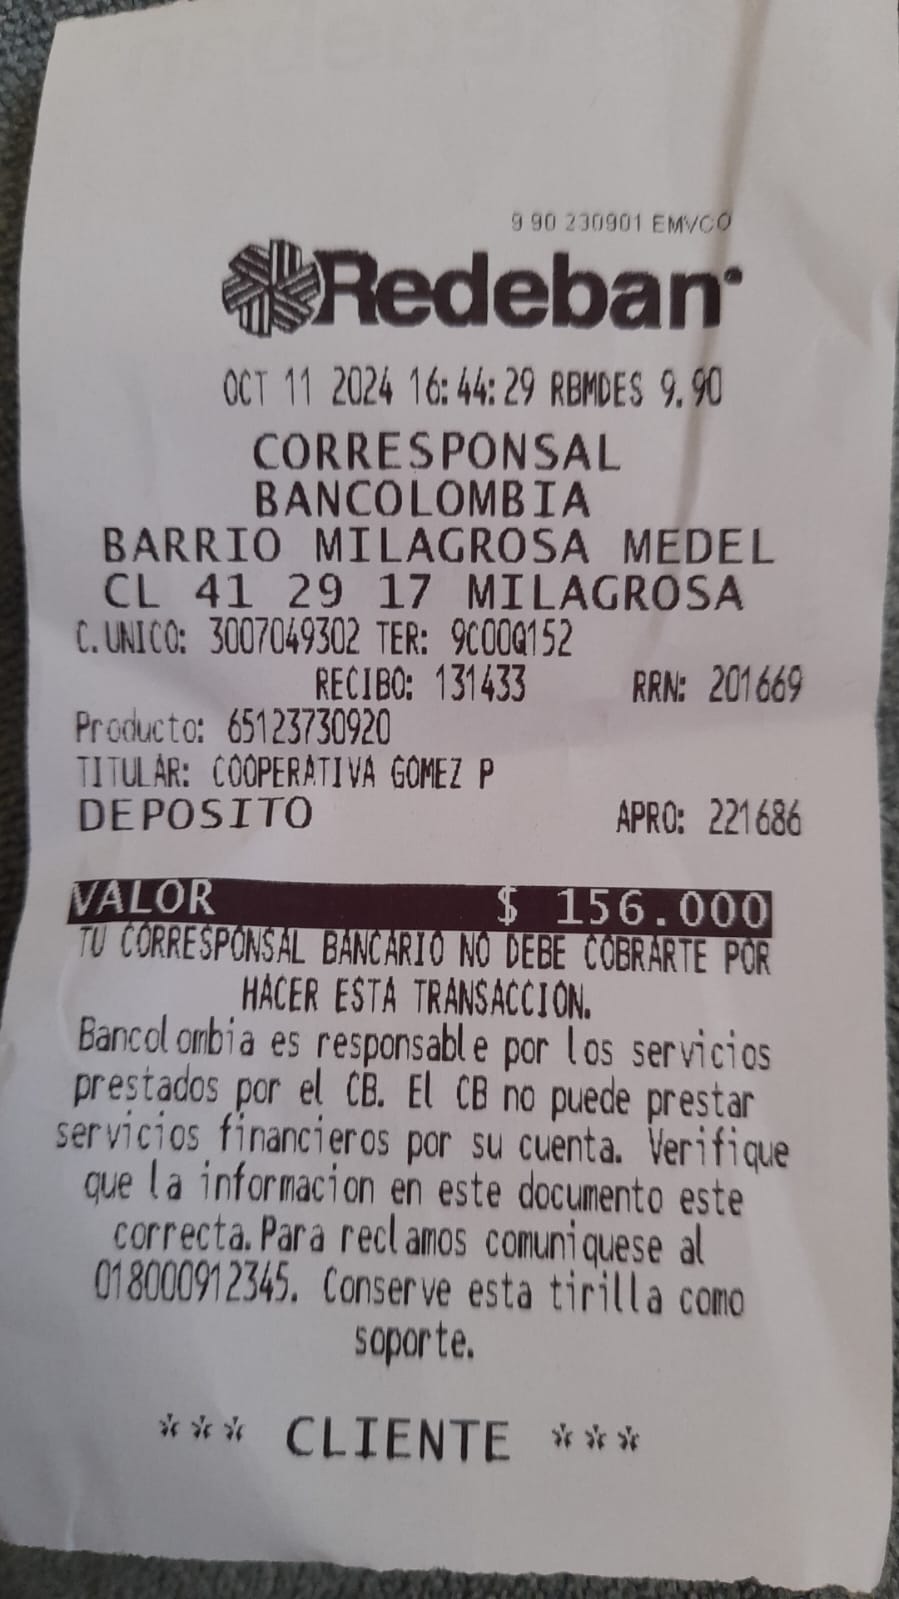 9 90 230901 EMVCO
Redeban
OCT 11 2024 16:44:29 RBMDES 9.90
CORRESPONSAL
BANCOLOMBIA
BARRIO MILAGROSA MEDEL
CL 41 29 17 MILAGROSA
C.UNICO: 3007049302 TER: 9C00Q152
RECIBO: 131433 RRN: 201669
Producto: 65123730920
TITULAR: COOPERATIVA GOMEZ P
DEPOSITO APRO: 221686
VALOR $ 156.000
TU CORRESPONSAL BANCARIO NO DEBE COBRARTE POR
HACER ESTA TRANSACCION.
Bancolombia es responsable por los servicios
prestados por el CB. El CB no puede prestar
servicios financieros por su cuenta. Verifique
que la informacion en este documento este
correcta. Para reclamos comuniquese al
018000912345. Conserve esta tirilla como
soporte.
*** CLIENTE ***